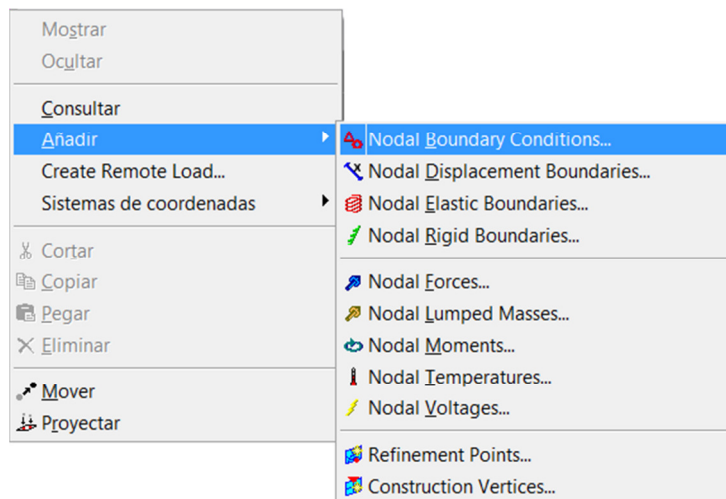 Mostrar
Ocultar
Consultar
Añadir
Create Remote Load...
Sistemas de coordenadas
Cortar
Copiar
Pegar
Eliminar
Mover
Proyectar
Nodal Boundary Conditions...
Nodal Displacement Boundaries...
Nodal Elastic Boundaries...
Nodal Rigid Boundaries...
Nodal Forces...
Nodal Lumped Masses...
Nodal Moments...
Nodal Temperatures...
Nodal Voltages...
Refinement Points...
Construction Vertices...